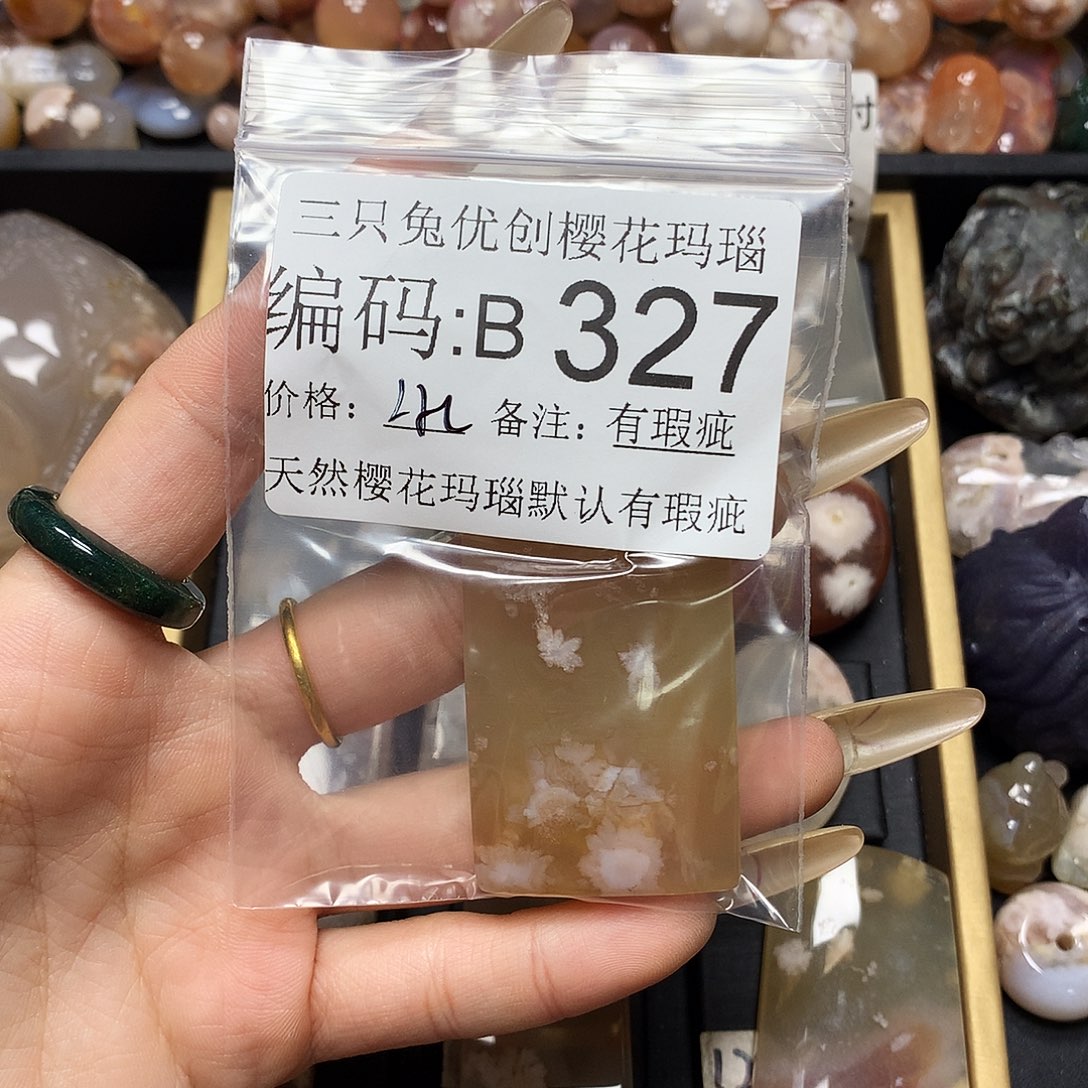 三只兔优创樱花玛瑙
编码:B 327
价格: 备注:有瑕疵
天然樱花玛瑙默认有瑕疵
寸